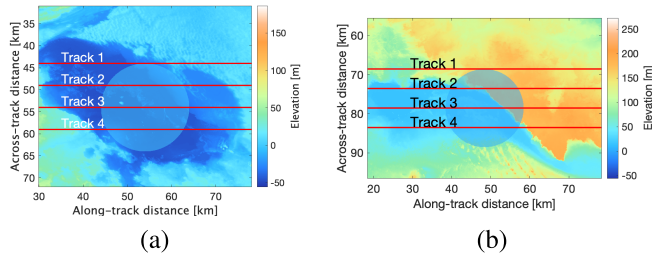 35
40
45
50
55
60
65
70
Across-track distance [km]
Track 1
Track 2
Track 3
Track 4
30
40
50
60
70
Along-track distance [km]
150
100
50
0
-50
Elevation [m]
(a)
60
70
80
90
Across-track distance [km]
Track 1
Track 2
Track 3
Track 4
20
30
40
50
60
70
Along-track distance [km]
250
200
150
100
50
0
-50
Elevation [m]
(b)